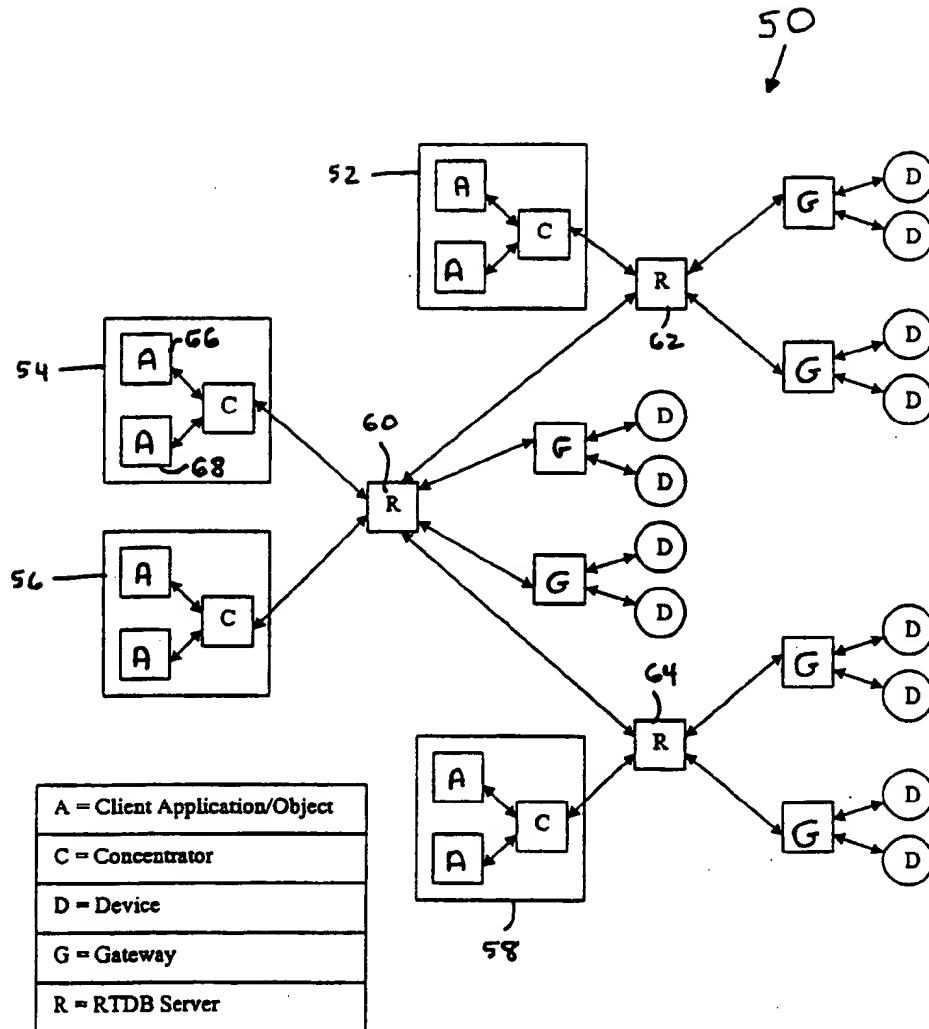 50
52
A
C
A
R
62
G
D
D
G
D
D
54
A
66
C
A
68
60
R
G
D
D
G
D
D
56
A
C
A
64
R
G
D
D
G
D
D
A
C
A
58
A = Client Application/Object
C = Concentrator
D = Device
G = Gateway
R = RTDB Server